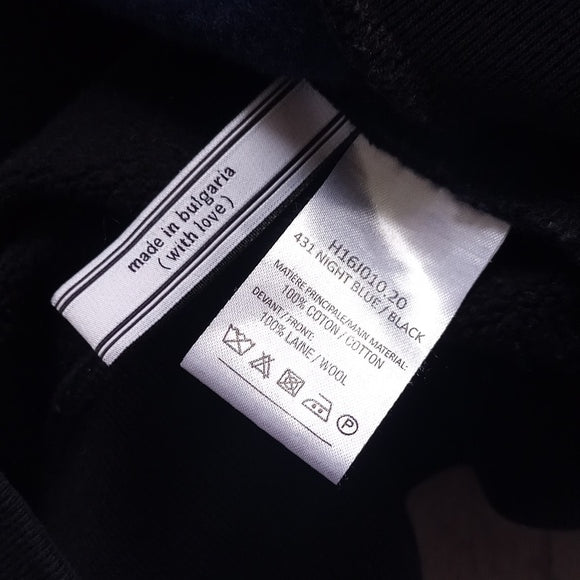 made in bulgaria
(with love)
H16J010.20
431 NIGHT BLUE / BLACK
MATIÈRE PRINCIPALE/MAIN MATERIAL:
100% COTON / COTTON
DEVANT / FRONT:
100% LAINE / WOOL
P